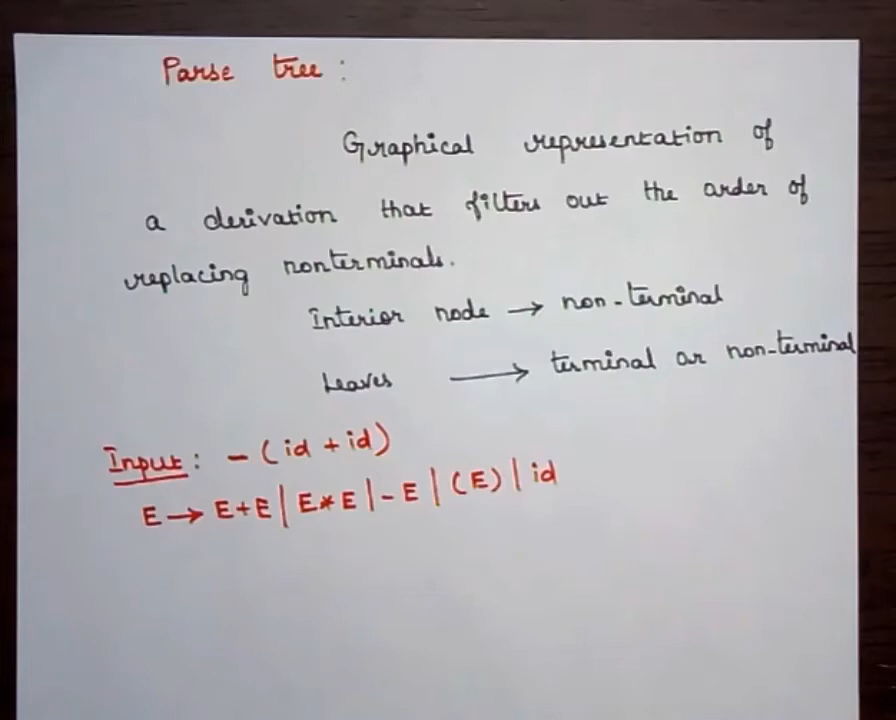 Parse tree :
Graphical representation of
a derivation that filters out the order of
replacing nonterminals.
Interior node → non-terminal
Leaves → terminal or non-terminal
Input : - (id + id)
E → E+E | E*E | - E | (E) | id